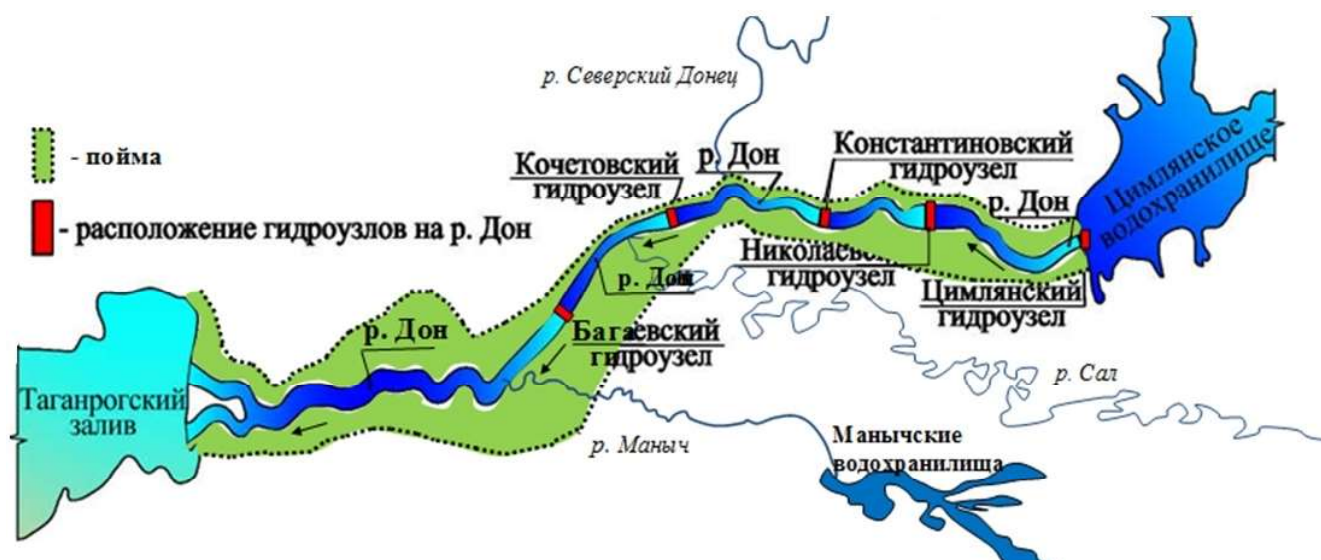 р. Северский Донец
- пойма
- расположение гидроузлов на р. Дон
Кочетовский
гидроузел
р. Дон
Константиновский
гидроузел
р. Дон
Цимлянское
водохранилище
Николаевс
гидроузел
Цимлянский
гидроузел
р. Дон
Багаевский
гидроузел
р. Дон
Таганрогский
залив
р. Сал
р. Маныч
Манычские
водохранилища